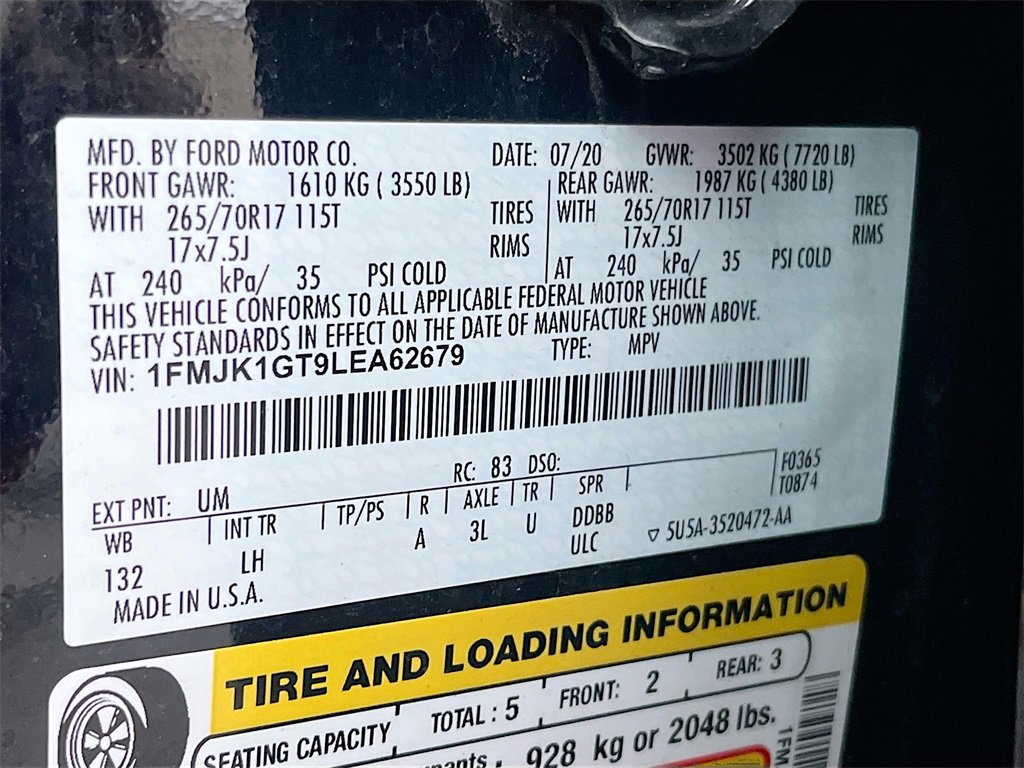 MFD. BY FORD MOTOR CO. DATE: 07/20 GVWR: 3502 KG ( 7720 LB)
FRONT GAWR: 1610 KG ( 3550 LB) REAR GAWR: 1987 KG ( 4380 LB)
WITH 265/70R17 115T TIRES WITH 265/70R17 115T TIRES
17x7.5J RIMS 17x7.5J RIMS
AT 240 kPa/ 35 PSI COLD AT 240 kPa/ 35 PSI COLD
THIS VEHICLE CONFORMS TO ALL APPLICABLE FEDERAL MOTOR VEHICLE
SAFETY STANDARDS IN EFFECT ON THE DATE OF MANUFACTURE SHOWN ABOVE.
VIN: 1FMJK1GT9LEA62679 TYPE: MPV
F0365
EXT PNT: UM RC: 83 DSO: T0874
WB INT TR TP/PS R AXLE TR SPR
132 LH A 3L U DDBB
ULC 5U5A-3520472-AA
MADE IN U.S.A.
TIRE AND LOADING INFORMATION
SEATING CAPACITY TOTAL : 5 FRONT: 2 REAR: 3
928 kg or 2048 lbs.
1FM